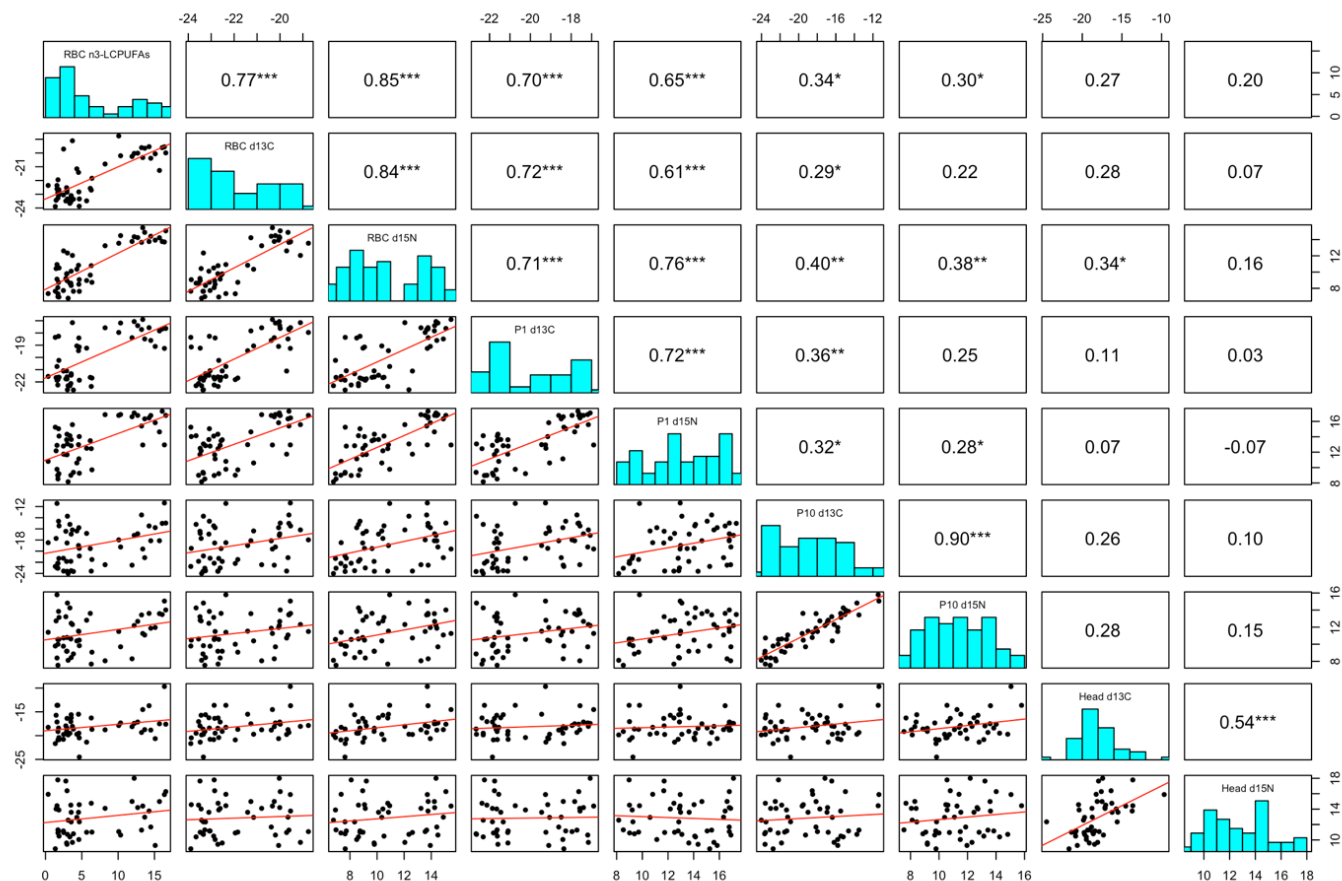 -24 -22 -20
-22 -20 -18
-24 -20 -16 -12
-25 -20 -15 -10
RBC n3-LCPUFAs
0.77***
0.85***
0.70***
0.65***
0.34*
0.30*
0.27
0.20
0 5 10
-24 -21
RBC d13C
0.84***
0.72***
0.61***
0.29*
0.22
0.28
0.07
RBC d15N
0.71***
0.76***
0.40**
0.38**
0.34*
0.16
8 12
-22 -19
P1 d13C
0.72***
0.36**
0.25
0.11
0.03
P1 d15N
0.32*
0.28*
0.07
-0.07
8 12 16
-24 -18 -12
P10 d13C
0.90***
0.26
0.10
P10 d15N
0.28
0.15
8 12 16
-25 -15
Head d13C
0.54***
Head d15N
10 14 18
0 5 10 15
8 10 12 14
8 10 12 14 16
8 10 12 14 16
10 12 14 16 18